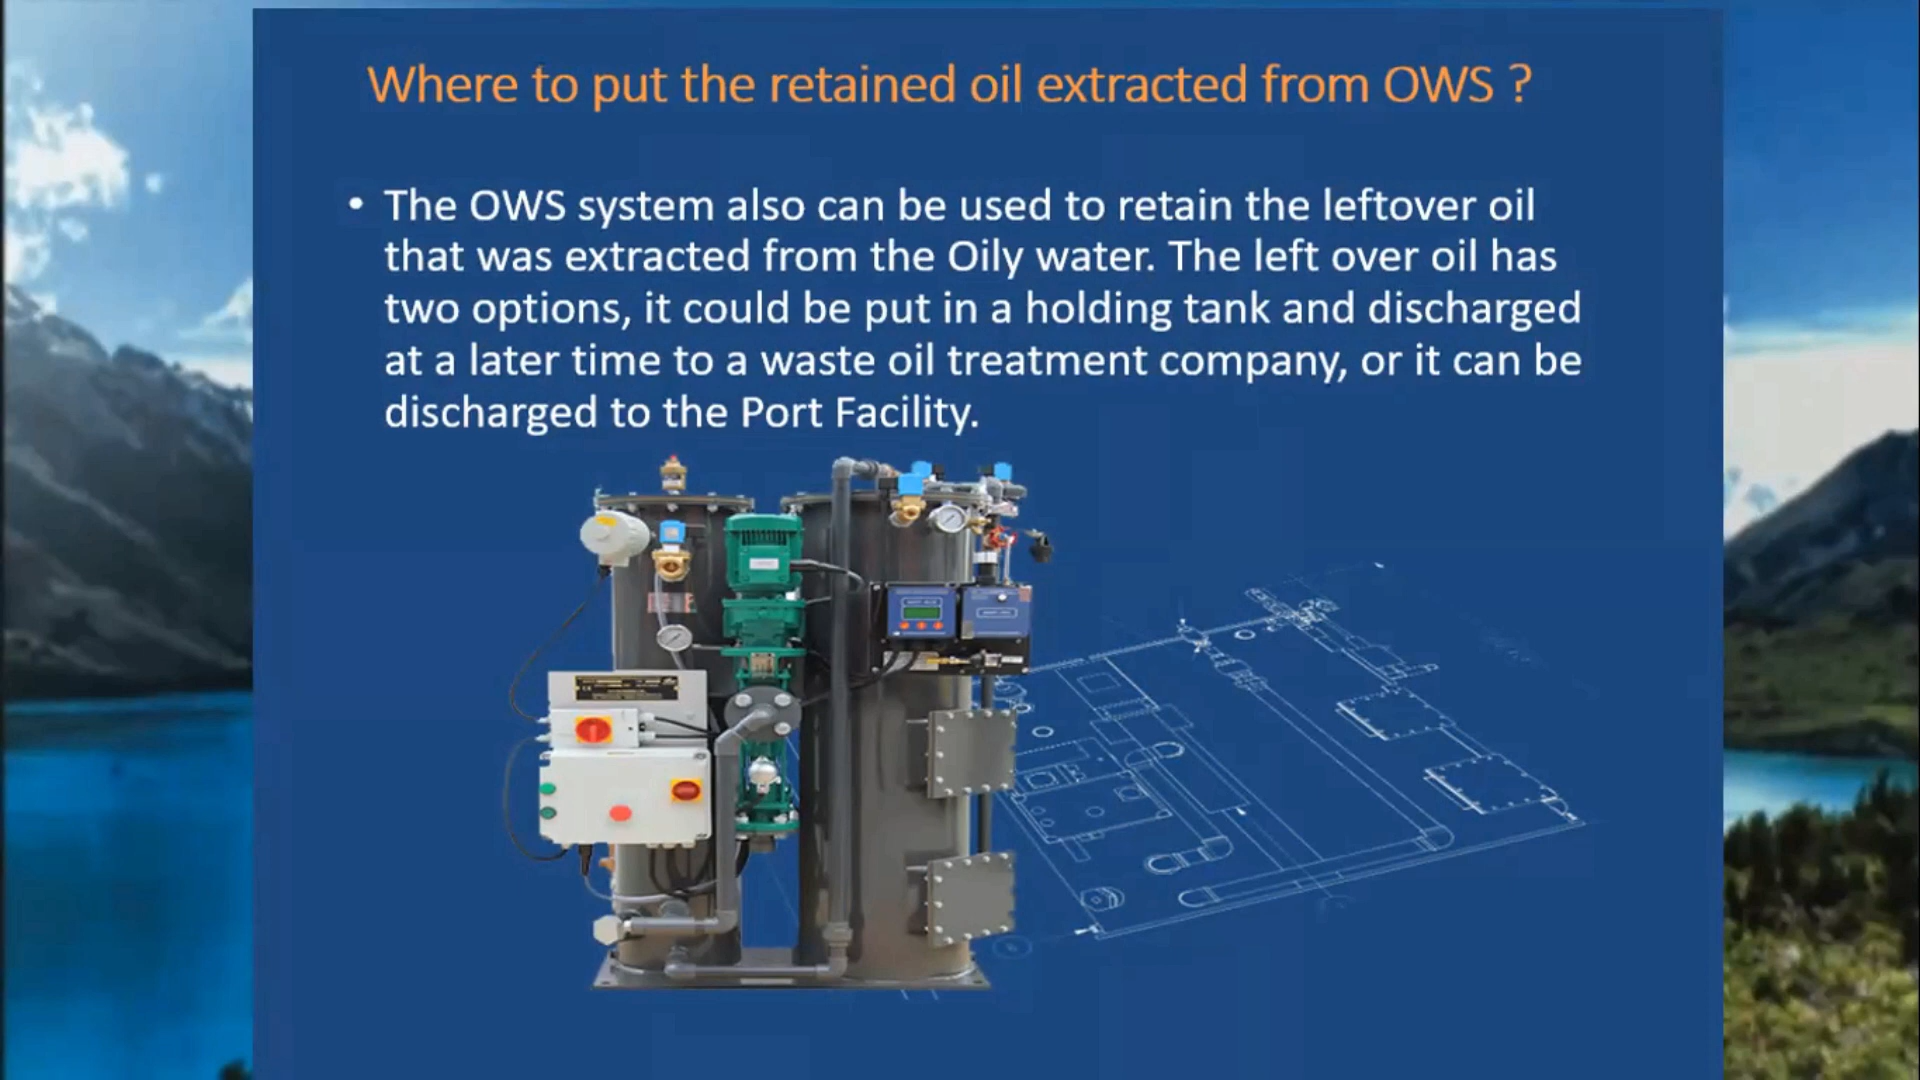 Where to put the retained oil extracted from OWS ?
• The OWS system also can be used to retain the leftover oil
that was extracted from the Oily water. The left over oil has
two options, it could be put in a holding tank and discharged
at a later time to a waste oil treatment company, or it can be
discharged to the Port Facility.